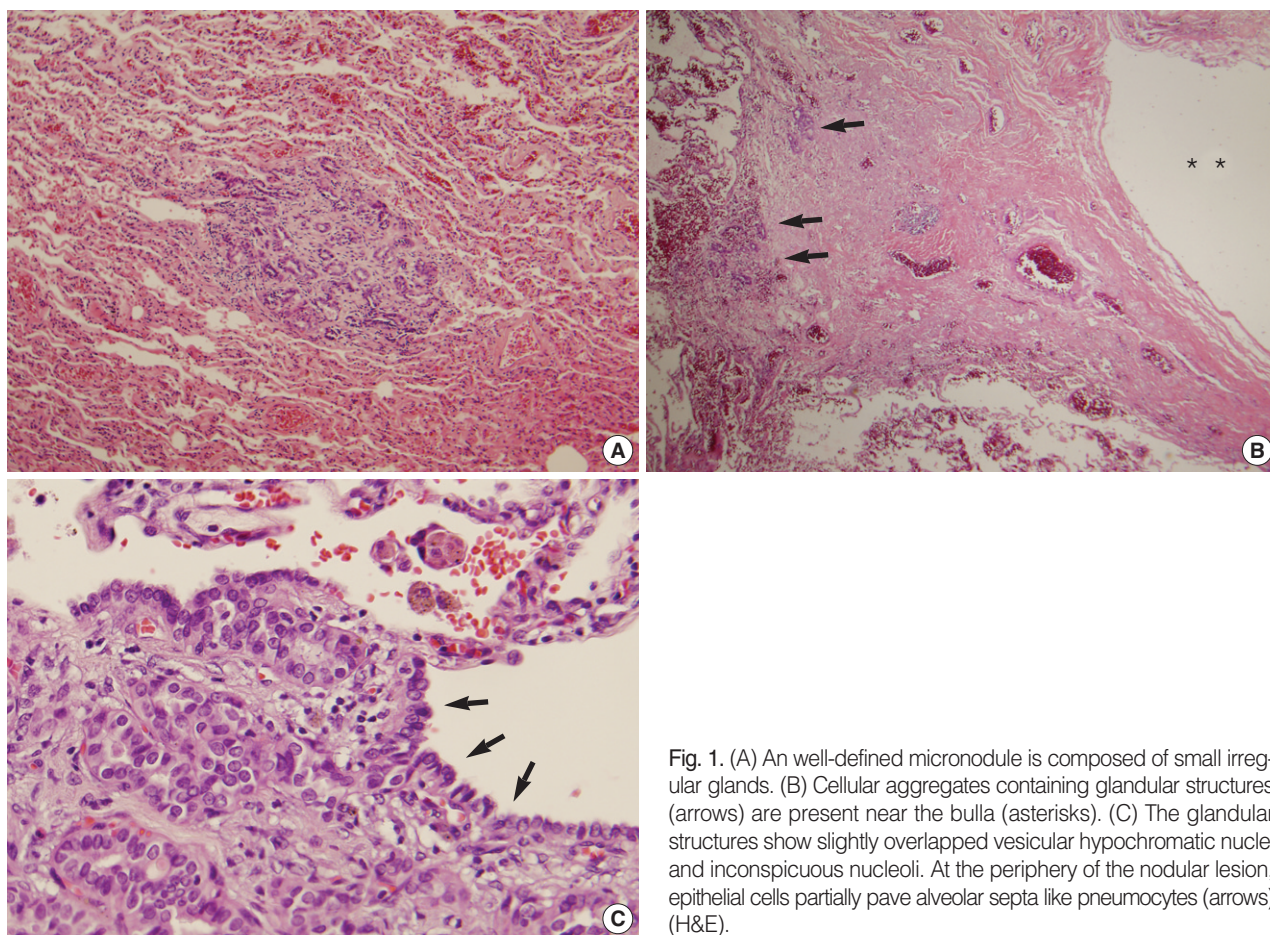 A
* *
B
C
Fig. 1. (A) An well-defined micronodule is composed of small irreg-
ular glands. (B) Cellular aggregates containing glandular structures
(arrows) are present near the bulla (asterisks). (C) The glandular
structures show slightly overlapped vesicular hypochromatic nucle
and inconspicuous nucleoli. At the periphery of the nodular lesion,
epithelial cells partially pave alveolar septa like pneumocytes (arrows)
(H&E).